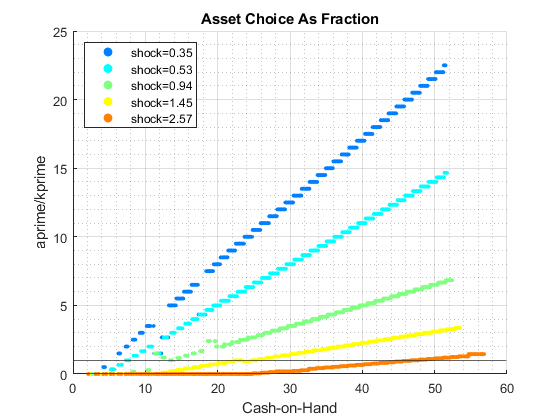 Asset Choice As Fraction
25
20
15
10
5
0
aprime/kprime
shock=0.35
shock=0.53
shock=0.94
shock=1.45
shock=2.57
0 10 20 30 40 50 60
Cash-on-Hand